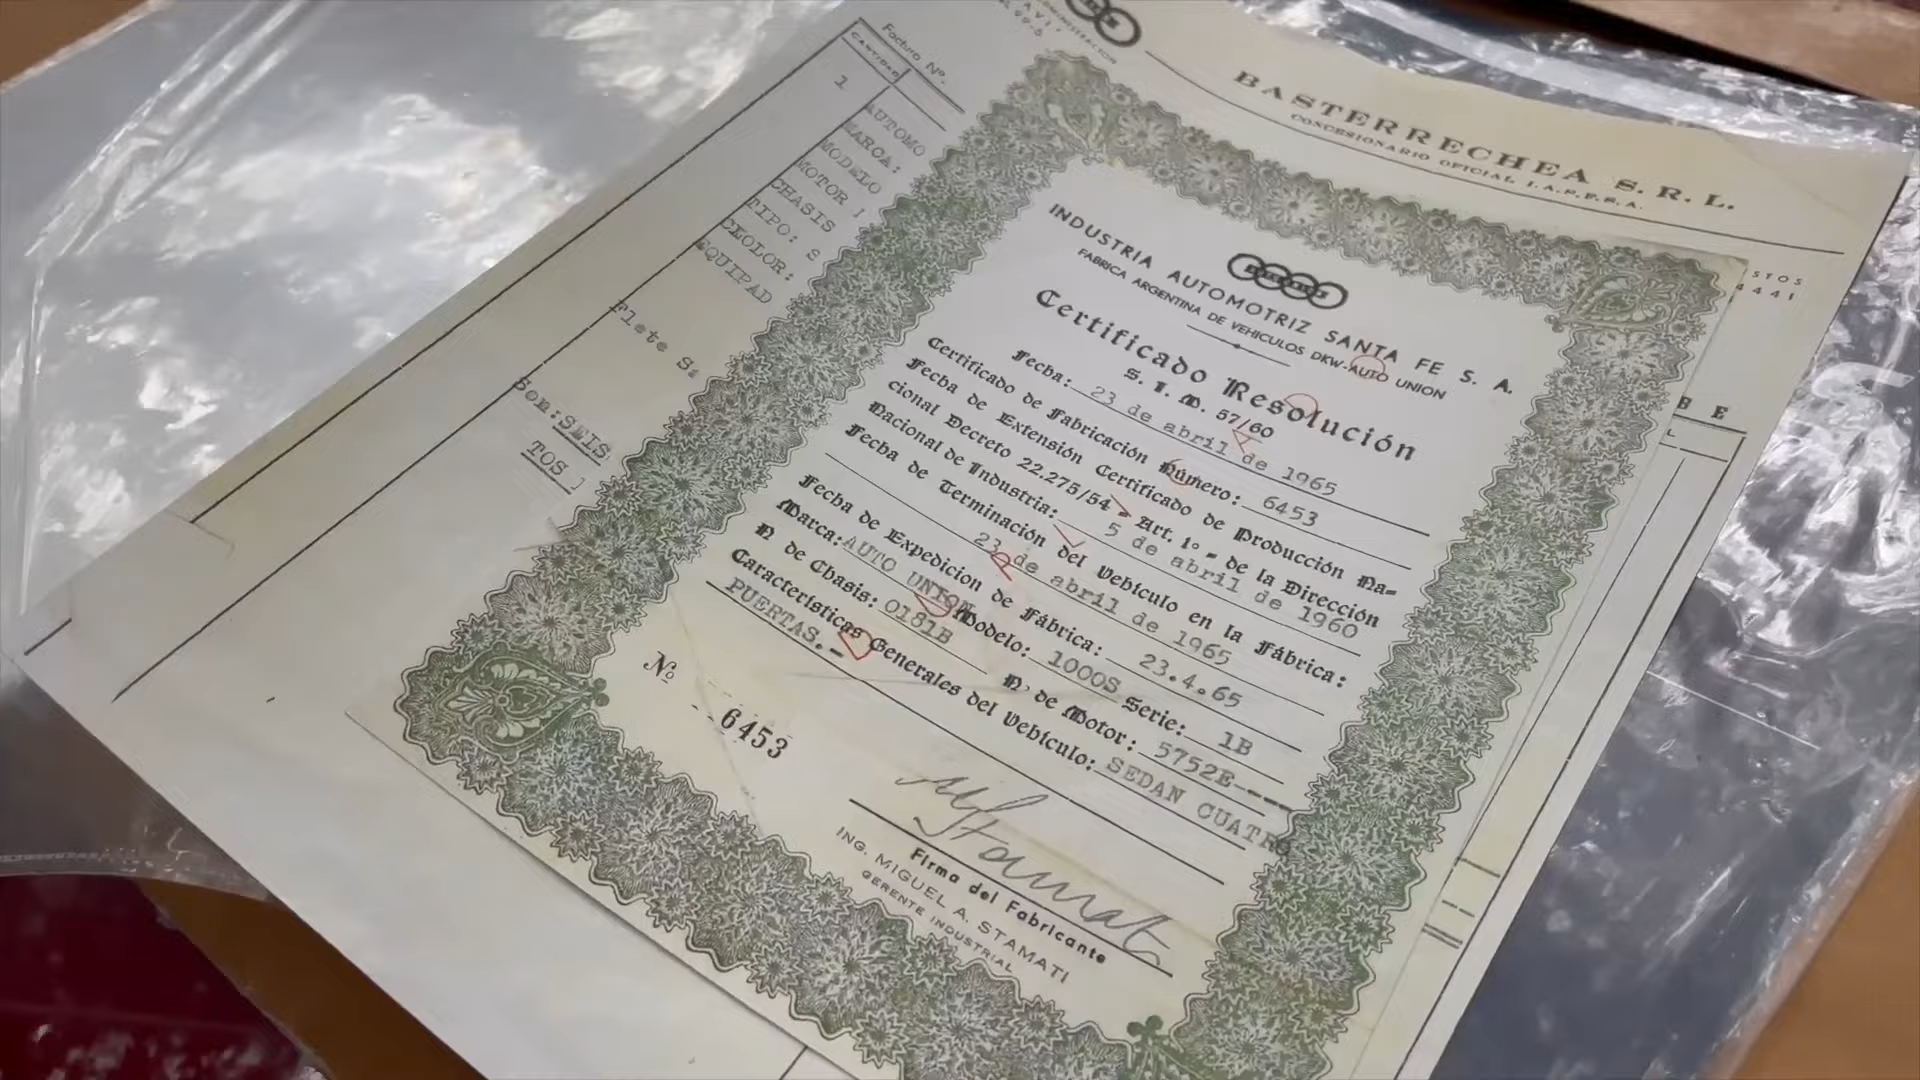 BASTERRECHEA S.R.L.
CONCESIONARIO OFICIAL I.A.S.F.S.A.
Factura Nº.
CANTIDAD
1 AUTOMO
MARCA:
MODELO
MOTOR
CHASIS
TIPO: S
CLOLOR:
EQUIPAD
Flete S
Son:SEIS
TOS
INDUSTRIA AUTOMOTRIZ SANTA FE S. A.
FABRICA ARGENTINA DE VEHICULOS DKW-AUTO UNION
Certificado Resolución
S. I. M. 57/60
Fecha: 23 de abril de 1965
Certificado de Fabricación Número: 6453
Fecha de Extensión Certificado de Producción Na=
cional Decreto 22.275/54 - Art. 1º - de la Dirección
Nacional de Industria: 5 de abril de 1960
Fecha de Terminación del Vehículo en la Fábrica:
23 de abril de 1965
Fecha de Expedicion de Fábrica: 23.4.65
Marca: AUTO UNION Modelo: 1000S Serie: 1B
N de Chasis: 0181B Nº de Motor: 5752E----
Características Generales del Vehículo: SEDAN CUATRO
PUERTAS.-
Nº 6453
Firma del Fabricante
ING. MIGUEL A. STAMATI
GERENTE INDUSTRIAL